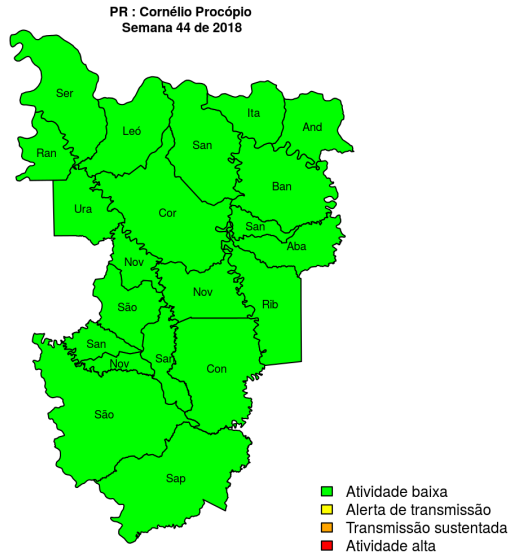 PR : Cornélio Procópio
Semana 44 de 2018
Ser
Ita
Leó
And
San
Ran
Ban
Ura
Cor
San
Aba
Nov
Nov
Rib
São
San
San
Nov
Con
São
Sap
Atividade baixa
Alerta de transmissão
Transmissão sustentada
Atividade alta